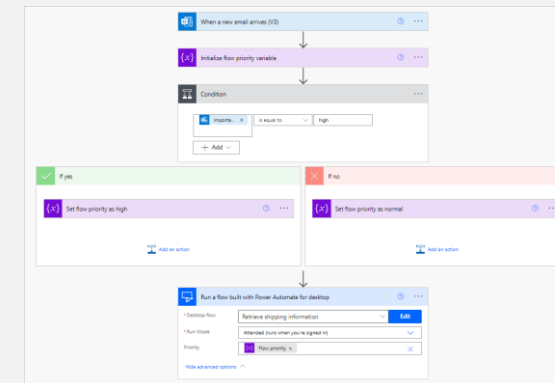 When a new email arrives (V3)
{x} Initialize flow priority variable
Condition
Importa... × is equal to high
+ Add
If yes
If no
{x} Set flow priority as high
{x} Set flow priority as normal
Add an action
Add an action
Run a flow built with Power Automate for desktop
* Desktop flow Retrieve shipping information Edit
* Run Mode Attended (runs when you're signed in)
Priority Flow priority ×
Hide advanced options